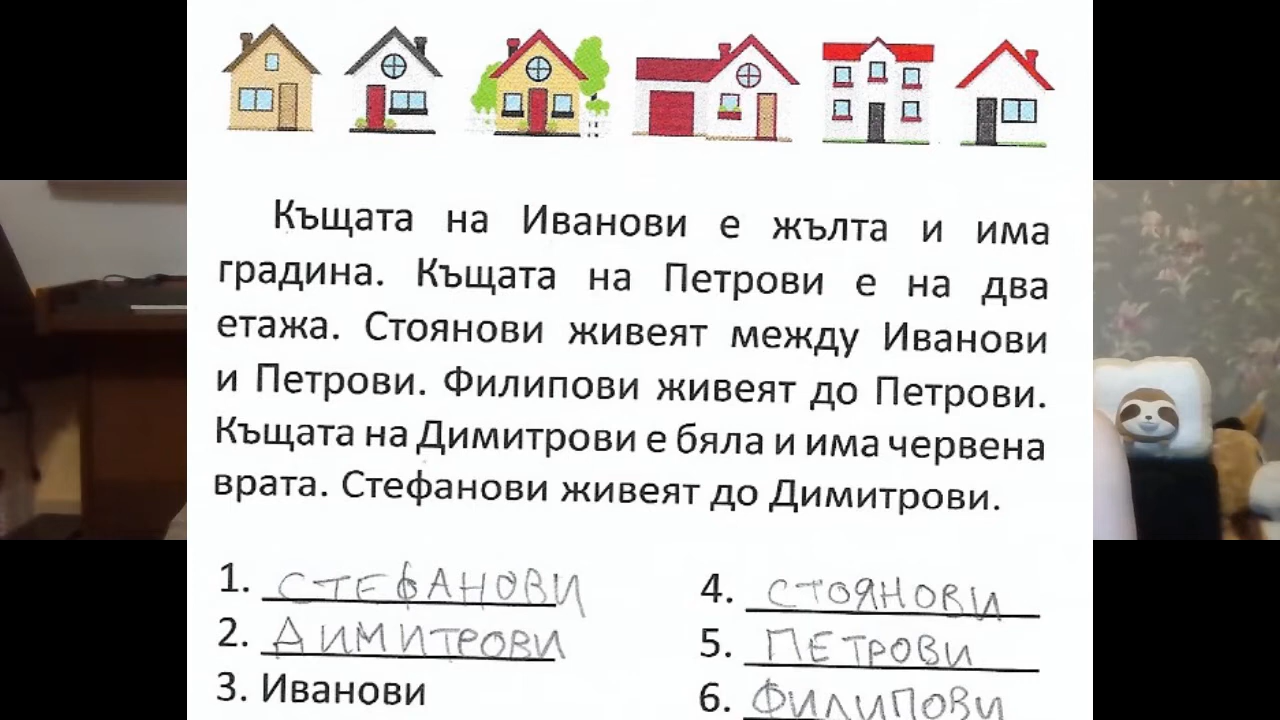 Къщата на Иванови е жълта и има
градина. Къщата на Петрови е на два
етажа. Стоянови живеят между Иванови
и Петрови. Филипови живеят до Петрови.
Къщата на Димитрови е бяла и има червена
врата. Стефанови живеят до Димитрови.
1. СТЕФАНОВИ
2. ДИМИТРОВИ
3. Иванови
4. СТОЯНОВИ
5. ПЕТРОВИ
6. ФИЛИПОВИ